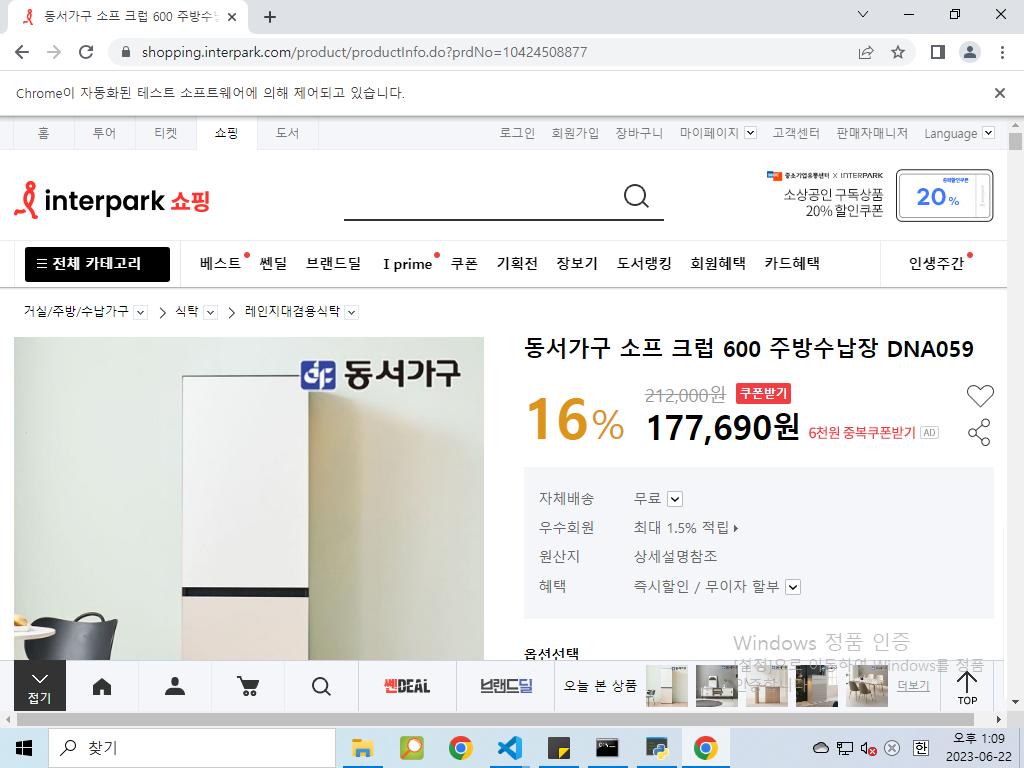 동서가구 소프 크럽 600 주방수납
shopping.interpark.com/product/productInfo.do?prdNo=10424508877
Chrome이 자동화된 테스트 소프트웨어에 의해 제어되고 있습니다.
홈 투어 티켓 쇼핑 도서 로그인 회원가입 장바구니 마이페이지 고객센터 판매자매니저 Language
interpark 쇼핑
중소기업유통센터 X INTERPARK
소상공인 구독상품
20% 할인쿠폰
20%
전체 카테고리 베스트 쎈딜 브랜드딜 I prime 쿠폰 기획전 장보기 도서랭킹 회원혜택 카드혜택 인생주간
거실/주방/수납가구 식탁 레인지대겸용식탁
동서가구
동서가구 소프 크럽 600 주방수납장 DNA059
16%
212,000원 쿠폰받기
177,690원 6천원 중복쿠폰받기 AD
자체배송 무료
우수회원 최대 1.5% 적립
원산지 상세설명참조
혜택 즉시할인 / 무이자 할부
옵션선택
Windows 정품 인증
[설정]으로 이동하여 Windows를 정품
인증합니다.
접기
쎈DEAL
브랜드딜
오늘 본 상품
더보기
TOP
찾기
한
오후 1:09
2023-06-22